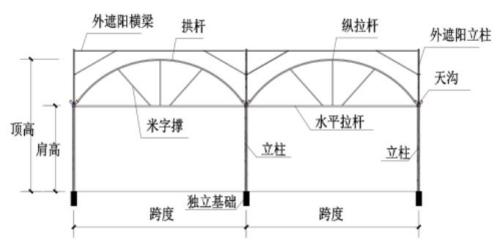 外遮阳横梁
拱杆
纵拉杆
外遮阳立柱
天沟
顶高
肩高
米字撑
水平拉杆
立柱
立柱
独立基础
跨度
跨度